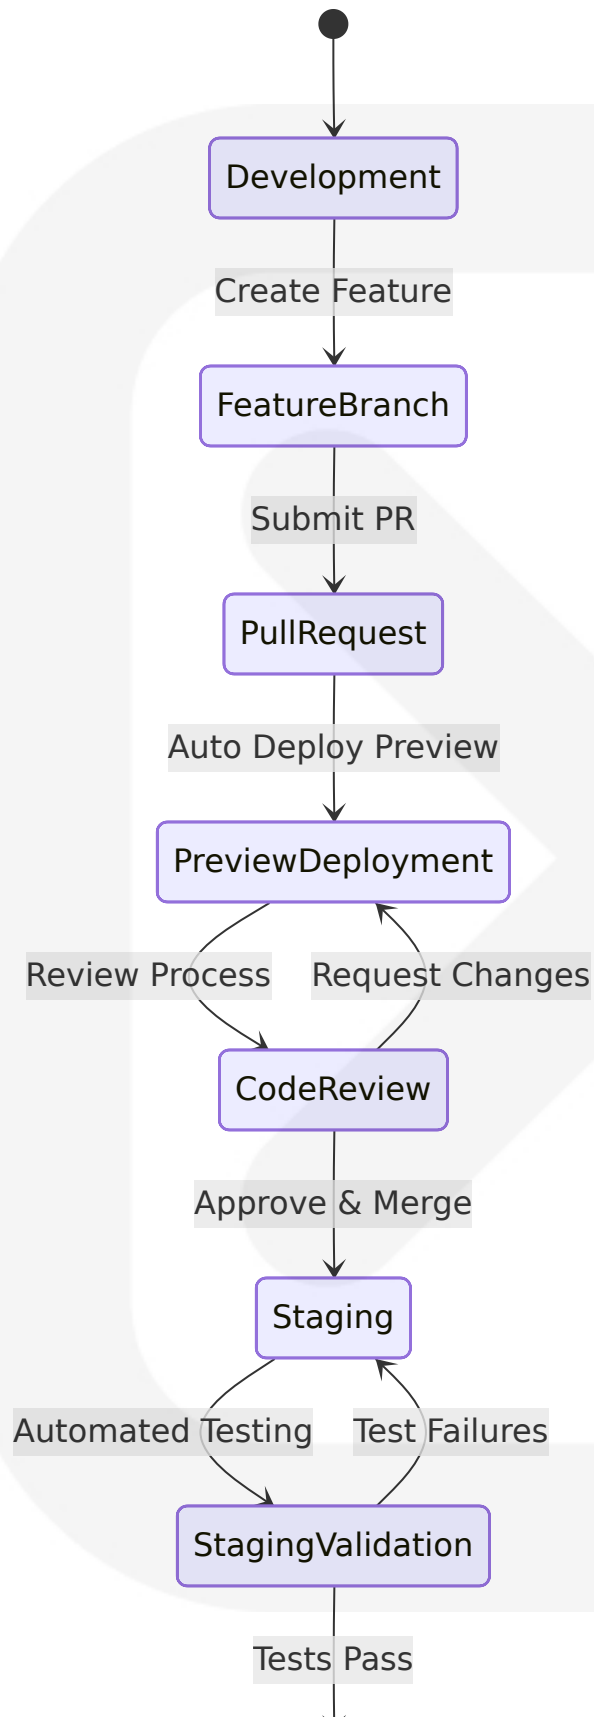 Development
Create Feature
FeatureBranch
Submit PR
PullRequest
Auto Deploy Preview
PreviewDeployment
Review Process
Request Changes
CodeReview
Approve & Merge
Staging
Automated Testing
Test Failures
StagingValidation
Tests Pass